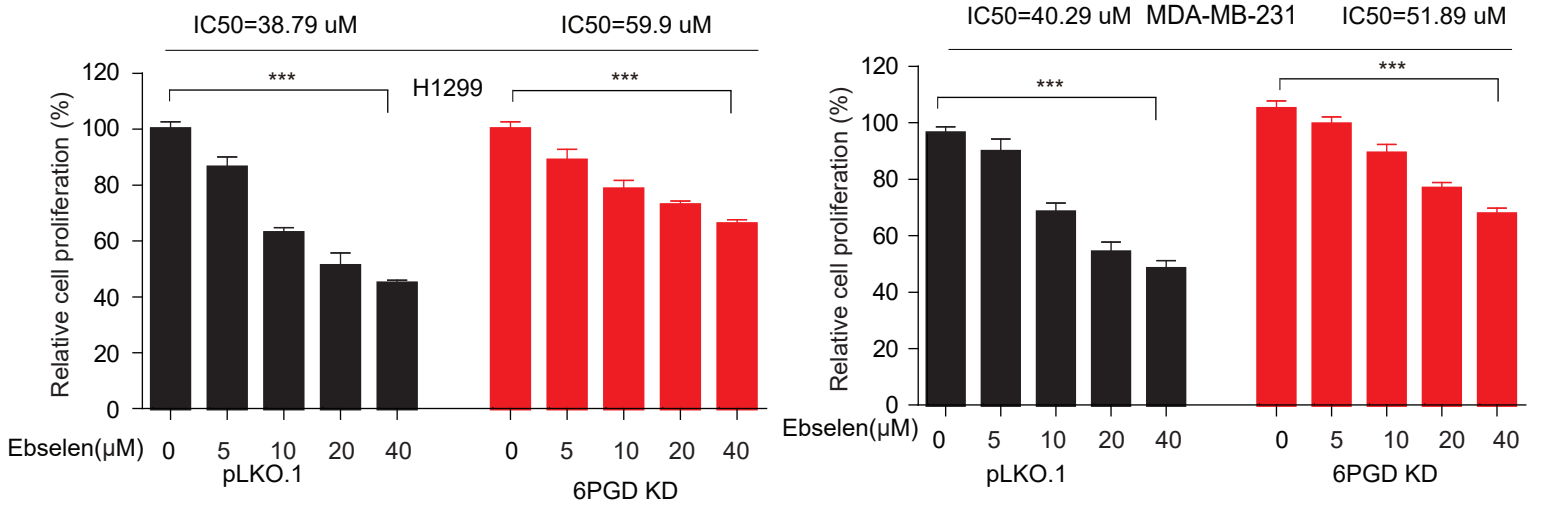 IC50=38.79 uM
IC50=59.9 uM
120
100
80
60
40
20
0
Relative cell proliferation (%)
***
H1299
***
Ebselen(µM)
0 5 10 20 40
0 5 10 20 40
pLKO.1
6PGD KD
IC50=40.29 uM
MDA-MB-231
IC50=51.89 uM
120
100
80
60
40
20
0
Relative cell proliferation (%)
***
***
Ebselen(µM)
0 5 10 20 40
0 5 10 20 40
pLKO.1
6PGD KD